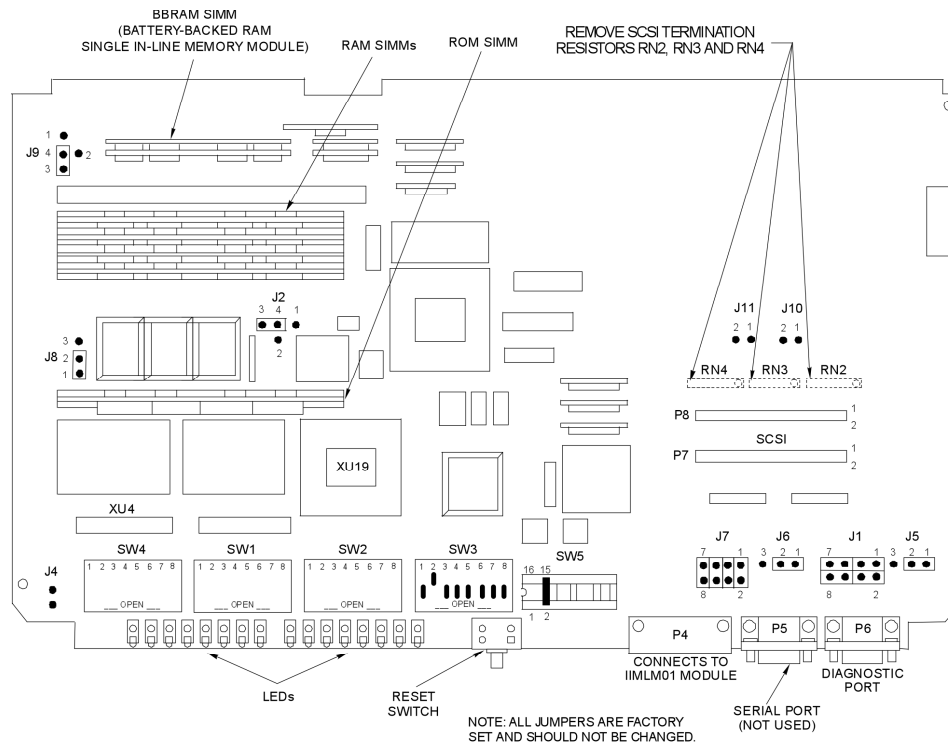 BBRAM SIMM
(BATTERY-BACKED RAM
SINGLE IN-LINE MEMORY MODULE)
RAM SIMMs
ROM SIMM
REMOVE SCSI TERMINATION
RESISTORS RN2, RN3 AND RN4
1
J9 4 2
3
J2
3 4 1
2
J11 J10
2 1 2 1
3
J8 2
1
RN4 RN3 RN2
P8 1
2
SCSI
P7 1
2
XU19
XU4
SW4 SW1 SW2 SW3 SW5
1 2 3 4 5 6 7 8
1 2 3 4 5 6 7 8
1 2 3 4 5 6 7 8
1 2 3 4 5 6 7 8
16 15
1 2
OPEN OPEN OPEN OPEN
J4
J7 J6 J1 J5
7 1 3 2 1 7 1 3 2 1
8 2 8 2
P4 P5 P6
CONNECTS TO
IIMLM01 MODULE
DIAGNOSTIC
PORT
LEDs
RESET
SWITCH
SERIAL PORT
(NOT USED)
NOTE: ALL JUMPERS ARE FACTORY
SET AND SHOULD NOT BE CHANGED.